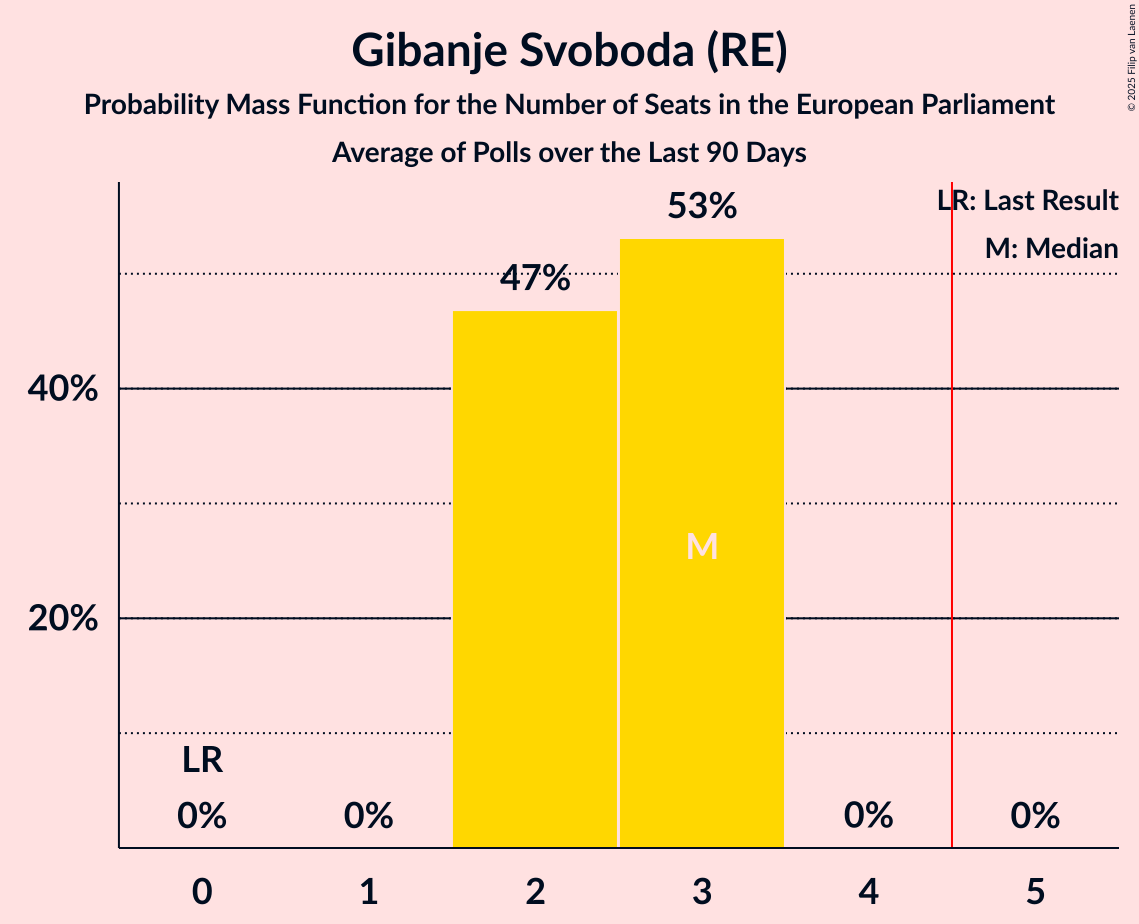 Gibanje Svoboda (RE)
Probability Mass Function for the Number of Seats in the European Parliament
Average of Polls over the Last 90 Days
© 2025 Filip van Laenen
LR: Last Result
M: Median
53%
47%
40%
M
20%
LR
0%
0%
0%
0%
0
1
2
3
4
5